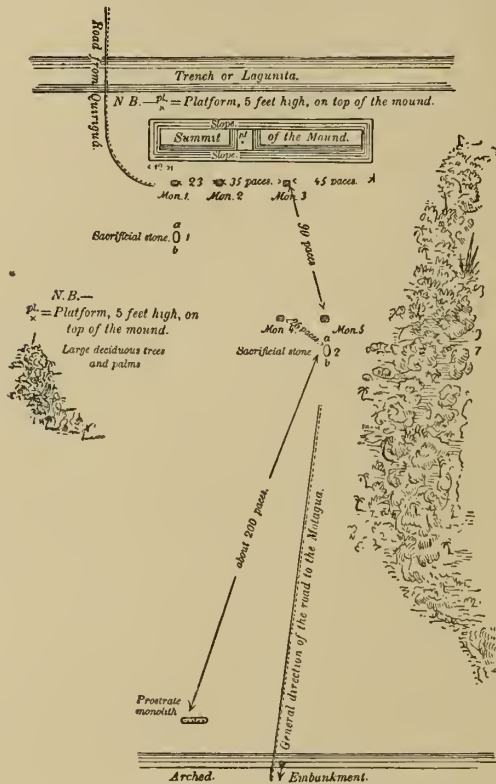 Road from Quirigua.
Trench or Lagunita.
N B.—pl. x = Platform, 5 feet high, on top of the mound.
Slope.
Summit pl of the Mound.
Slope.
23 35 paces. 45 paces.
Mon. 1. Mon. 2 Mon. 3
90 paces
a
Sacrificial stone. 1
b
N.B.—
pl. x = Platform, 5 feet high, on
top of the mound.
Large deciduous trees
and palms
Mon paces. Mon. 5
a
Sacrificial stone 2
b
about 200 paces.
General direction of the road to the Motagua.
Prostrate
monolith
Arched. Embankment.